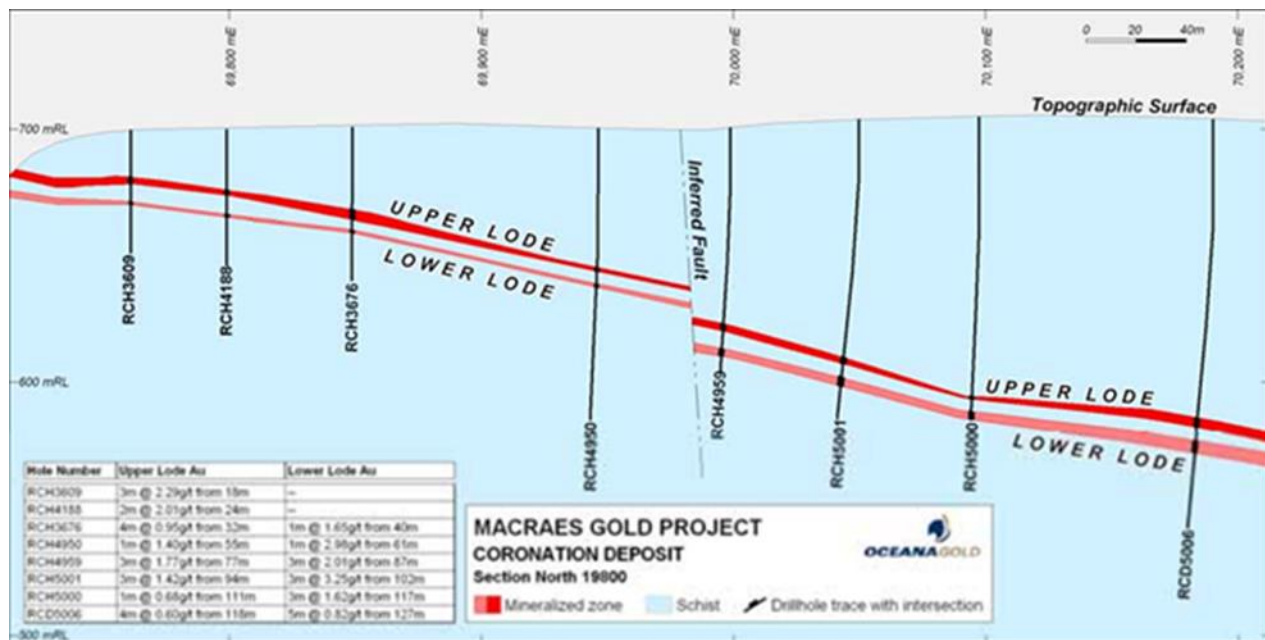 69,800 mE
69,900 mE
70,000 mE
70,100 mE
70,200 mE
0 20 40m
Topographic Surface
700 mRL
Inferred Fault
UPPER LODE
LOWER LODE
RCH3609
RCH4188
RCH3676
RCH4950
RCH4959
RCH5001
RCH5000
RCD5006
600 mRL
UPPER LODE
LOWER LODE
Hole Number Upper Lode Au Lower Lode Au
RCH3609 3m @ 2.29g/t from 18m --
RCH4188 2m @ 2.01g/t from 24m --
RCH3676 4m @ 0.95g/t from 32m 1m @ 1.65g/t from 40m
RCH4950 1m @ 1.40g/t from 55m 1m @ 2.98g/t from 61m
RCH4959 3m @ 1.77g/t from 77m 3m @ 2.01g/t from 87m
RCH5001 @ 1.42g/t from 94m 3m @ 3.25g/t from 102m
RCH5000 1m @ 0.68g/t from 111m 3m @ 1.62g/t from 117m
RCD5006 4m @ 0.60g/t from 118m 5m @ 0.82g/t from 127m
MACRAES GOLD PROJECT
CORONATION DEPOSIT
Section North 19800
OCEANAGOLD
Mineralized zone Schist Drillhole trace with intersection
500 mRL